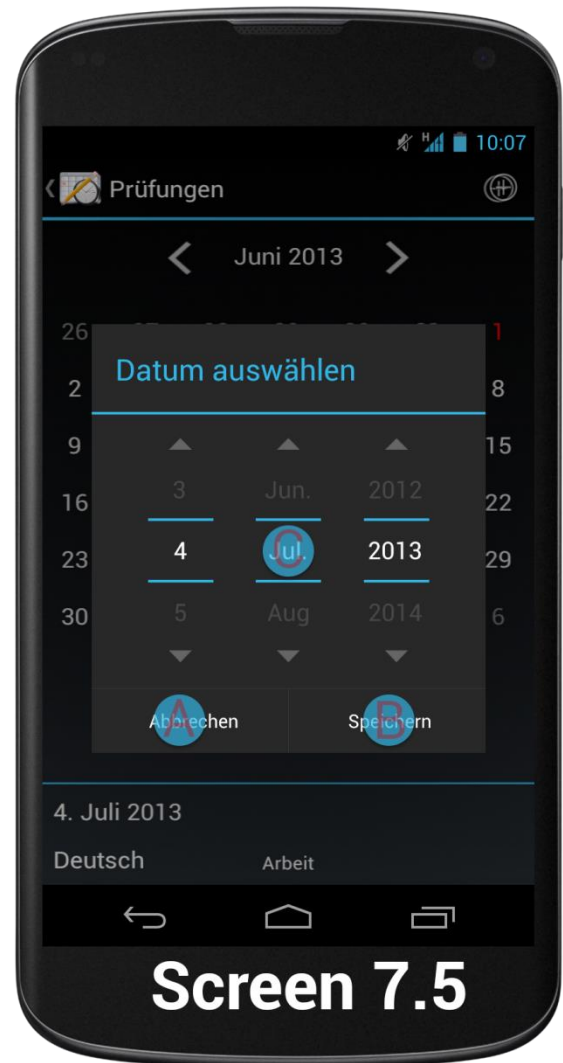 H 10:07
Prüfungen
Juni 2013
26 1
Datum auswählen
2 8
9 15
3 Jun. 2012
16 22
4 Jul. 2013
C
23 29
5 Aug 2014
30 6
Abbrechen Speichern
A B
4. Juli 2013
Deutsch Arbeit
Screen 7.5